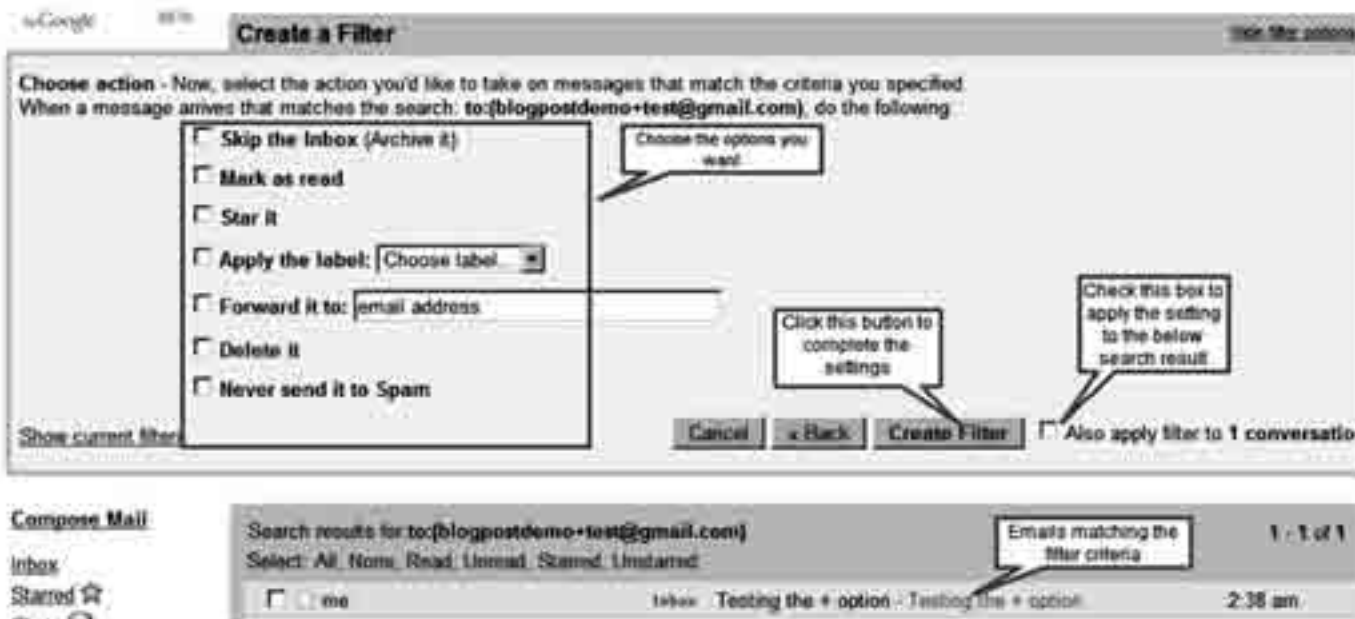 Create a Filter
Hide filter options
Choose action - Now, select the action you'd like to take on messages that match the criteria you specified.
When a message arrives that matches the search: to:(blogpostdemo+test@gmail.com), do the following:
Skip the Inbox (Archive it)
Choose the options you
want
Mark as read
Star it
Apply the label: Choose label...
Forward it to: email address
Check this box to
apply the setting
to the below
search result
Click this button to
complete the
settings
Delete it
Never send it to Spam
Show current filters
Cancel « Back Create Filter Also apply filter to 1 conversatio
Compose Mail
Search results for to:(blogpostdemo+test@gmail.com)
Emails matching the
filter criteria
1 - 1 of 1
Select: All, None, Read, Unread, Starred, Unstarred
Inbox
Starred
me Inbox Testing the + option - Testing the + option 2:38 am